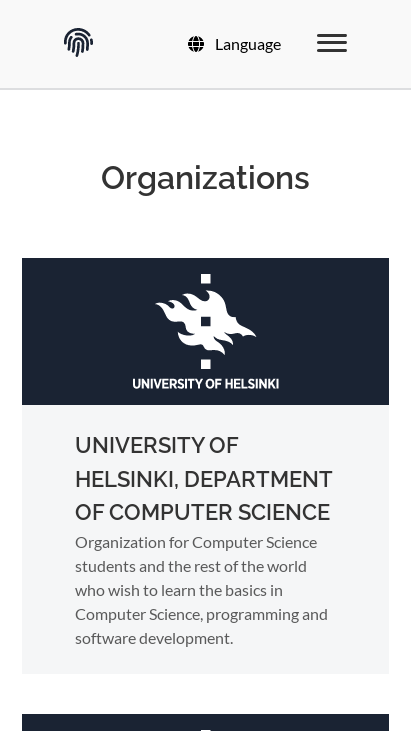 Language
Organizations
UNIVERSITY OF HELSINKI
UNIVERSITY OF
HELSINKI, DEPARTMENT
OF COMPUTER SCIENCE
Organization for Computer Science
students and the rest of the world
who wish to learn the basics in
Computer Science, programming and
software development.